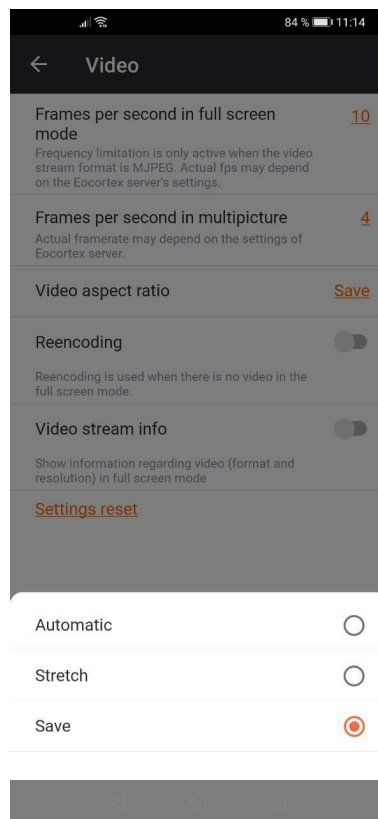 84 % 11:14
Video
Frames per second in full screen
mode
10
Frequency limitation is only active when the video
stream format is MJPEG. Actual fps may depend
on the Eocortex server's settings.
Frames per second in multipicture
4
Actual framerate may depend on the settings of
Eocortex server.
Video aspect ratio
Save
Reencoding
Reencoding is used when there is no video in the
full screen mode.
Video stream info
Show information regarding video (format and
resolution) in full screen mode
Settings reset
Automatic
Stretch
Save